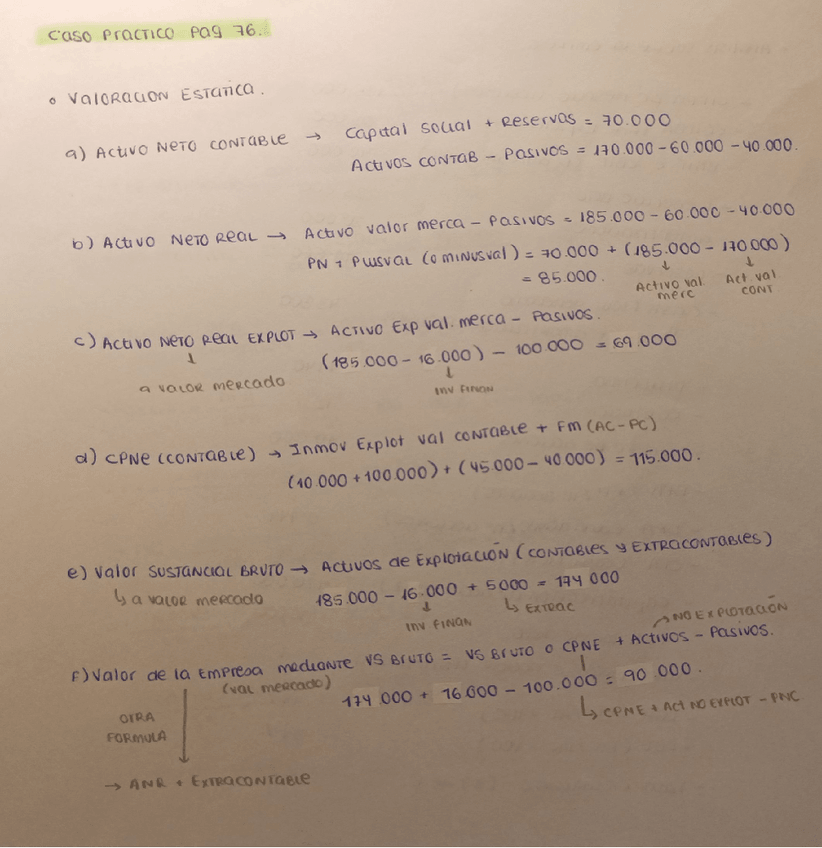 Caso Practico Pag 76.
• Valoracion Estatica.
a) Activo Neto Contable → Capital Social + Reservas = 70.000
Activos Contab - Pasivos = 170.000 - 60.000 - 40.000.
b) Activo Neto Real → Activo valor merca - Pasivos = 185.000 - 60.000 - 40.000
PN + Plusval (o minusval) = 70.000 + (185.000 - 170.000)
= 85.000.
Activo val merc
Act. val cont
c) Activo Neto Real Explot → Activo Exp val. merca - Pasivos.
(185.000 - 16.000) - 100.000 = 69.000
a valor mercado
inv finan
d) CPNE (Contable) → Inmov Explot val contable + FM (AC-PC)
(10.000 + 100.000) + (45.000 - 40.000) = 115.000.
e) Valor Sustancial Bruto → Activos de Explotación (contables y extracontables)
↳ a valor mercado
185.000 - 16.000 + 5000 = 174 000
inv finan
↳ Extrac
No Explotación
F) Valor de la Empresa mediante VS Bruto = VS Bruto o CPNE + Activos - Pasivos.
(val mercado)
174.000 + 16.000 - 100.000 = 90.000.
↳ CPNE + Act no explot - PNC
Otra
Formula
→ ANR + Extracontable